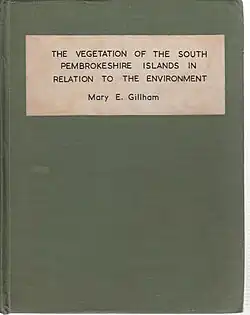 THE VEGETATION OF THE SOUTH
PEMBROKESHIRE ISLANDS IN
RELATION TO THE ENVIRONMENT
Mary E. Gillham